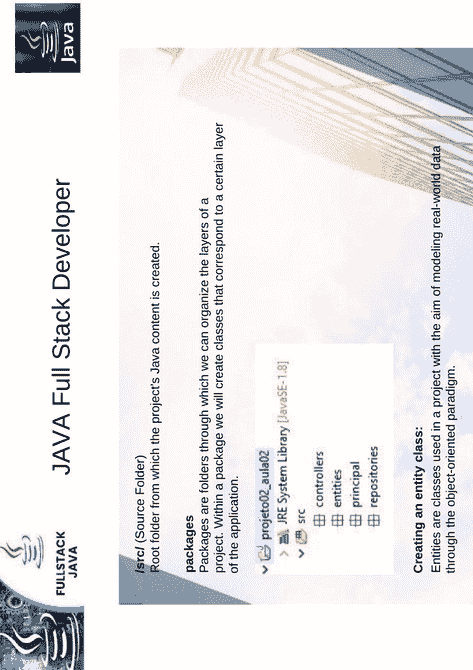 FULLSTACK
JAVA
JAVA Full Stack Developer
Java
/src/ (Source Folder)
Root folder from which the project's Java content is created.
packages
Packages are folders through which we can organize the layers of a
project. Within a package we will create classes that correspond to a certain layer
of the application.
projeto02_aula02
JRE System Library [JavaSE-1.8]
src
controllers
entities
principal
repositories
Creating an entity class:
Entities are classes used in a project with the aim of modeling real-world data
through the object-oriented paradigm.